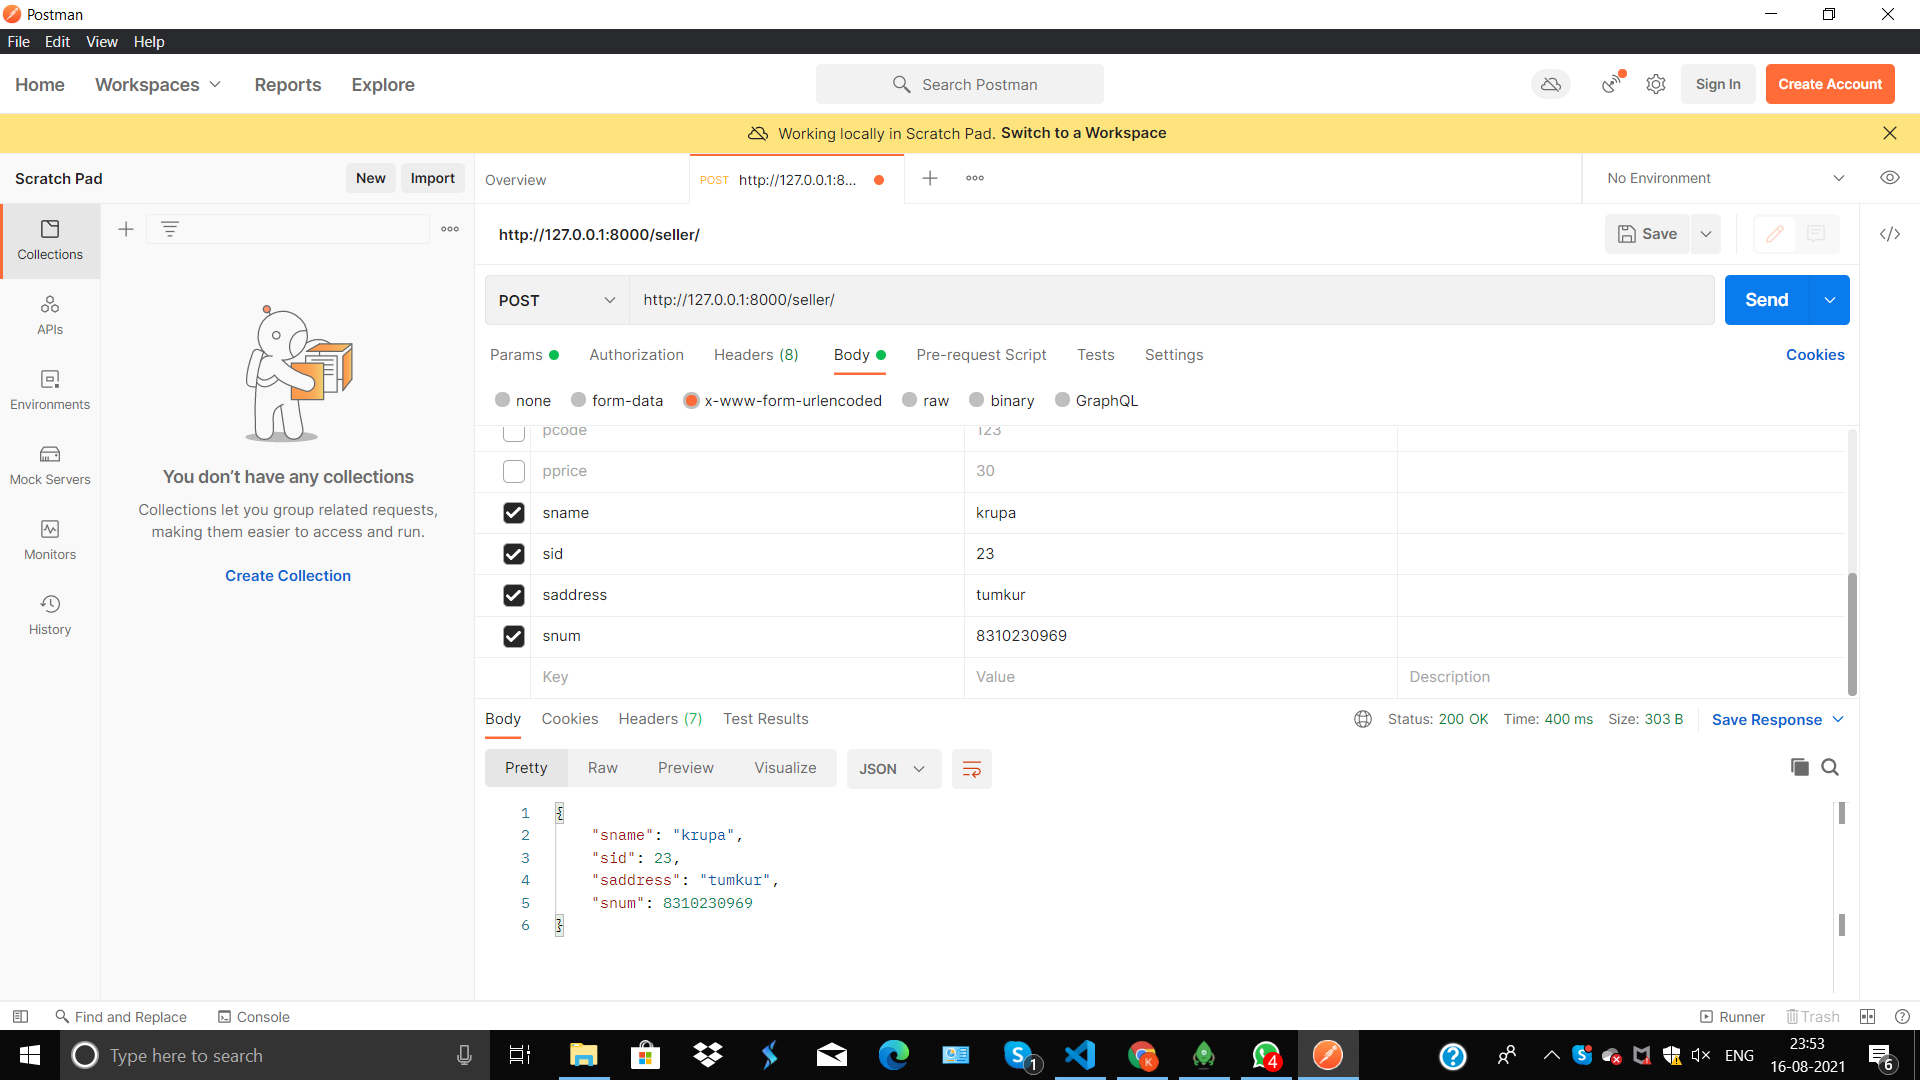 Postman
File Edit View Help
Home Workspaces Reports Explore
Search Postman
Sign In Create Account
Working locally in Scratch Pad. Switch to a Workspace
Scratch Pad New Import
Overview POST http://127.0.0.1:8... No Environment
Collections
APIs
Environments
Mock Servers
Monitors
History
You don’t have any collections
Collections let you group related requests,
making them easier to access and run.
Create Collection
http://127.0.0.1:8000/seller/ Save
POST http://127.0.0.1:8000/seller/ Send
Params Authorization Headers (8) Body Pre-request Script Tests Settings Cookies
none form-data x-www-form-urlencoded raw binary GraphQL
pcode 123
pprice 30
sname krupa
sid 23
saddress tumkur
snum 8310230969
Key Value Description
Body Cookies Headers (7) Test Results Status: 200 OK Time: 400 ms Size: 303 B Save Response
Pretty Raw Preview Visualize JSON
1 {
2 "sname": "krupa",
3 "sid": 23,
4 "saddress": "tumkur",
5 "snum": 8310230969
6 }
Find and Replace Console Runner Trash
Type here to search
1
K
4
ENG
23:53
16-08-2021
6